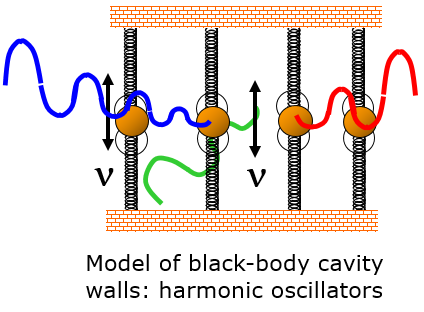 ν ν
Model of black-body cavity
walls: harmonic oscillators